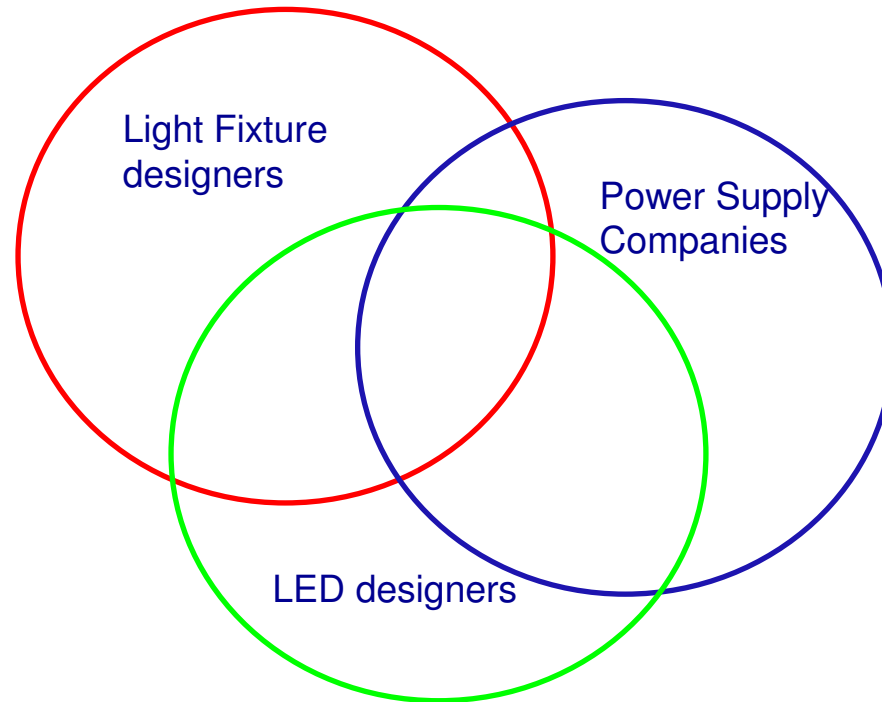 Light Fixture
designers
Power Supply
Companies
LED designers